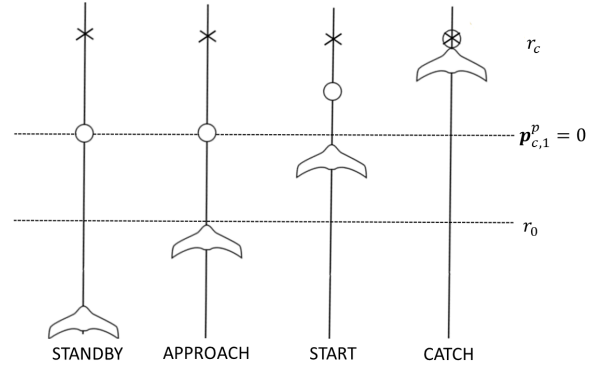 r_c
𝒑^p_{c,1} = 0
r_0
STANDBY APPROACH START CATCH